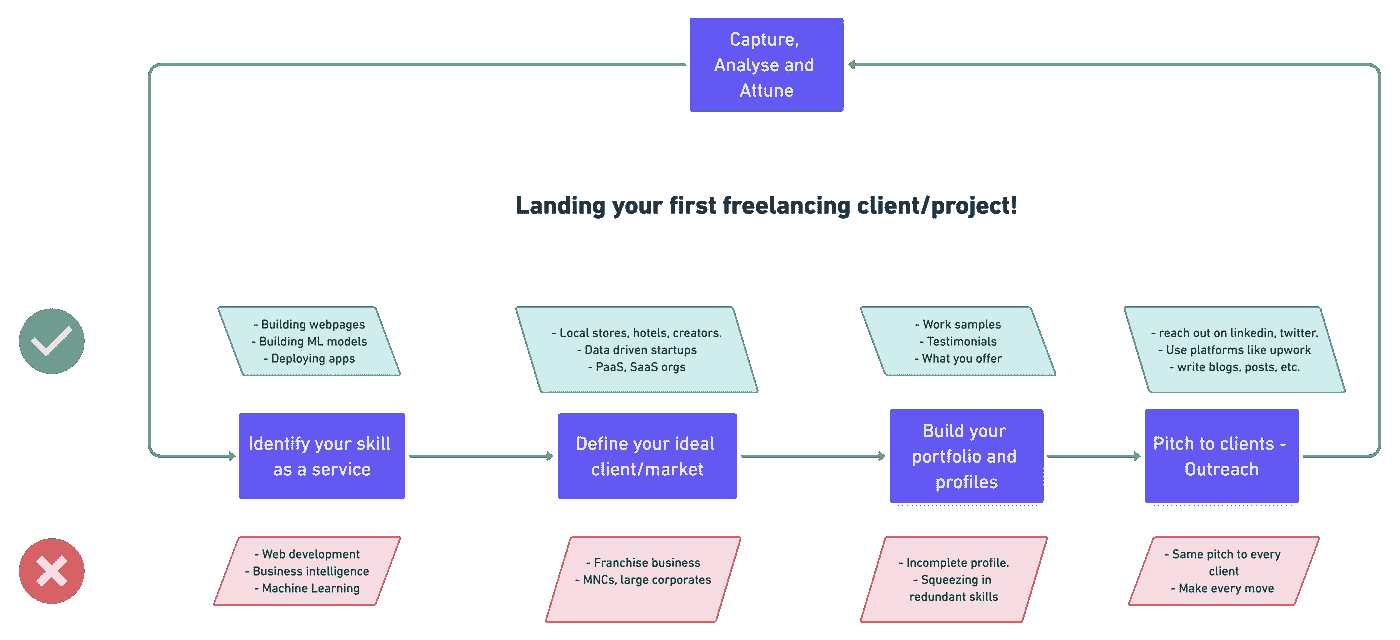 Capture,
Analyse and
Attune
Landing your first freelancing client/project!
- Building webpages
- Building ML models
- Deploying apps
- Local stores, hotels, creators.
- Data driven startups
- PaaS, SaaS orgs
- Work samples
- Testimonials
- What you offer
- reach out on linkedin, twitter.
- Use platforms like upwork
- write blogs, posts, etc.
Identify your skill
as a service
Define your ideal
client/market
Build your
portfolio and
profiles
Pitch to clients -
Outreach
- Web development
- Business intelligence
- Machine Learning
- Franchise business
- MNCs, large corporates
- Incomplete profile.
- Squeezing in
redundant skills
- Same pitch to every
client
- Make every move